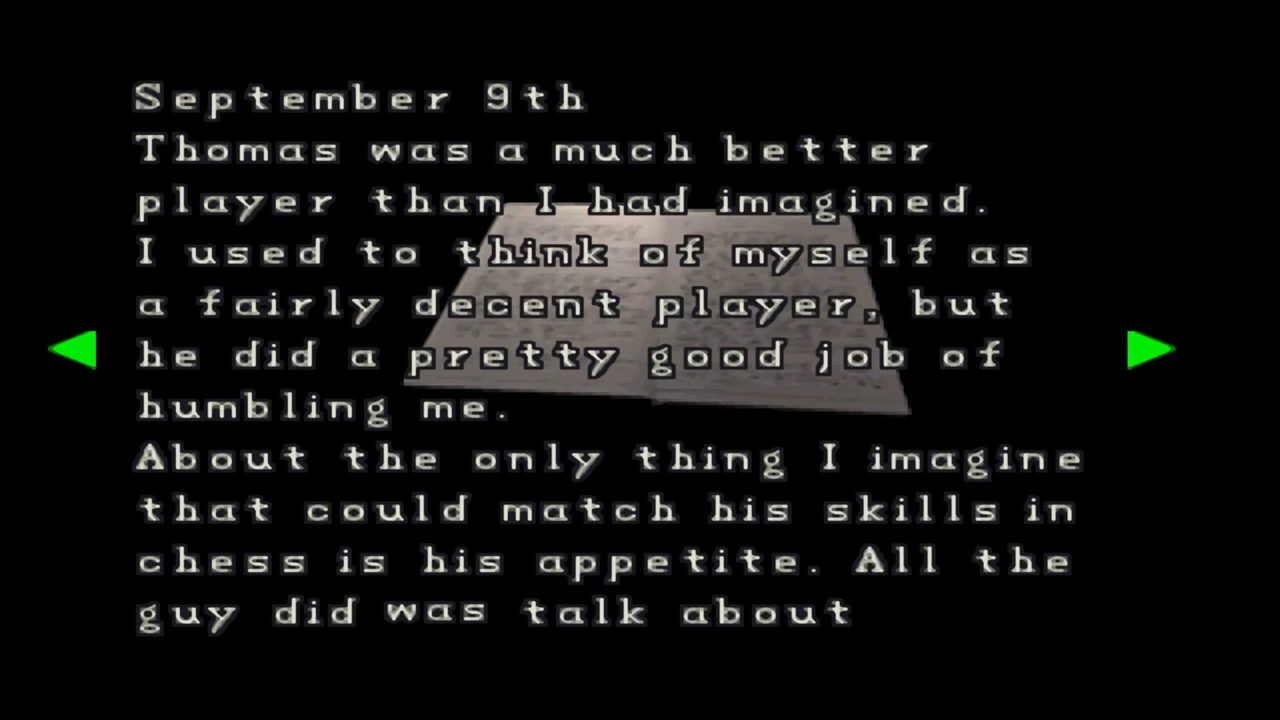 September 9th
Thomas was a much better
player than I had imagined.
I used to think of myself as
a fairly decent player, but
he did a pretty good job of
humbling me.
About the only thing I imagine
that could match his skills in
chess is his appetite. All the
guy did was talk about